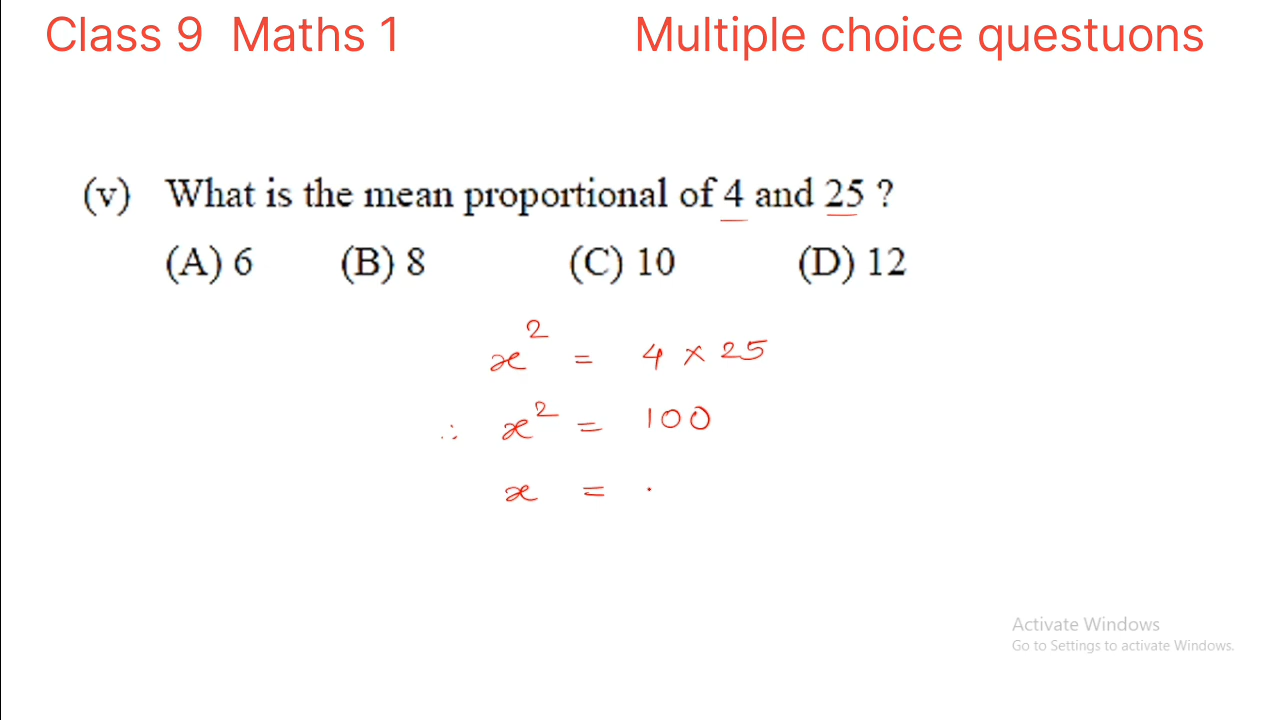 Class 9 Maths 1 Multiple choice questuons
(v) What is the mean proportional of 4 and 25 ?
(A) 6 (B) 8 (C) 10 (D) 12
x² = 4 × 25
∴ x² = 100
x =
Activate Windows
Go to Settings to activate Windows.